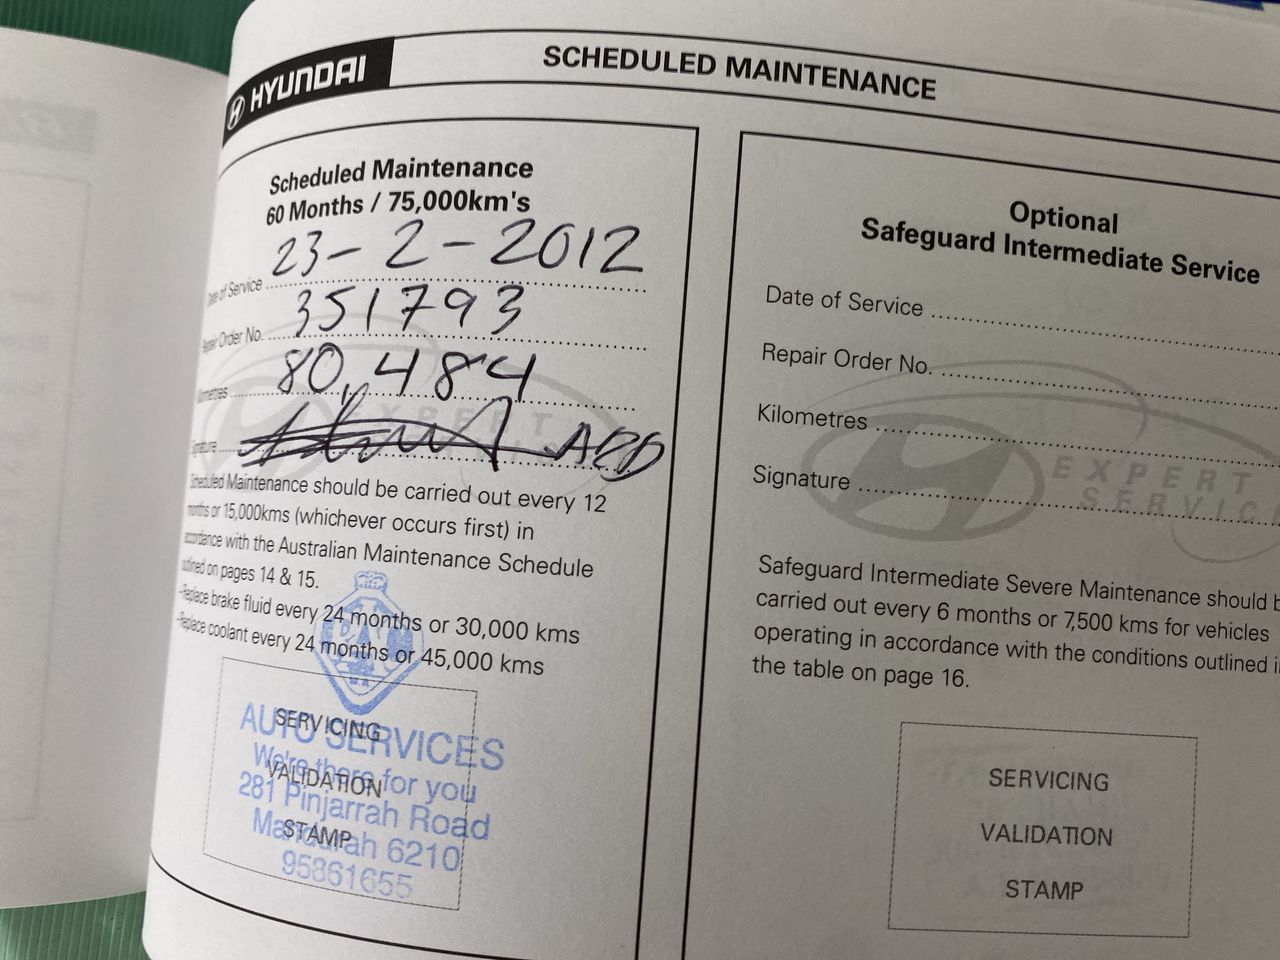 HYUNDAI
SCHEDULED MAINTENANCE
Scheduled Maintenance
60 Months / 75,000km's
Date of Service 23-2-2012
Repair Order No. 351793
Kilometres 80,484
Signature
Scheduled Maintenance should be carried out every 12
months or 15,000kms (whichever occurs first) in
accordance with the Australian Maintenance Schedule
outlined on pages 14 & 15.
-Replace brake fluid every 24 months or 30,000 kms
-Replace coolant every 24 months or 45,000 kms
SERVICING
VALIDATION
STAMP
AUTO SERVICES
We're there for you
281 Pinjarrah Road
Mandurah 6210
95861655
Optional
Safeguard Intermediate Service
Date of Service
Repair Order No.
Kilometres
Signature
EXPERT
SERVIC
Safeguard Intermediate Severe Maintenance should b
carried out every 6 months or 7,500 kms for vehicles
operating in accordance with the conditions outlined i
the table on page 16.
SERVICING
VALIDATION
STAMP